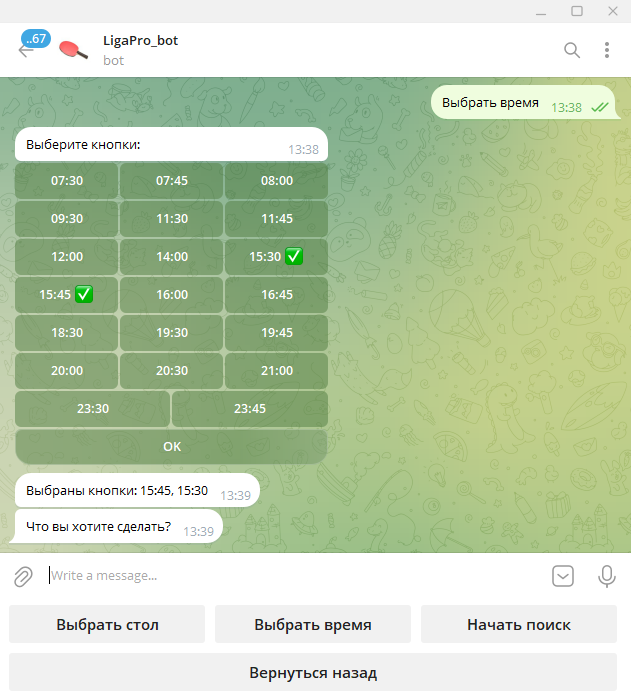 ..67
LigaPro_bot
bot
Выбрать время 13:38
Выберите кнопки: 13:38
07:30 07:45 08:00
09:30 11:30 11:45
12:00 14:00 15:30 ✅
15:45 ✅ 16:00 16:45
18:30 19:30 19:45
20:00 20:30 21:00
23:30 23:45
OK
Выбраны кнопки: 15:45, 15:30 13:39
Что вы хотите сделать? 13:39
Write a message...
Выбрать стол Выбрать время Начать поиск
Вернуться назад